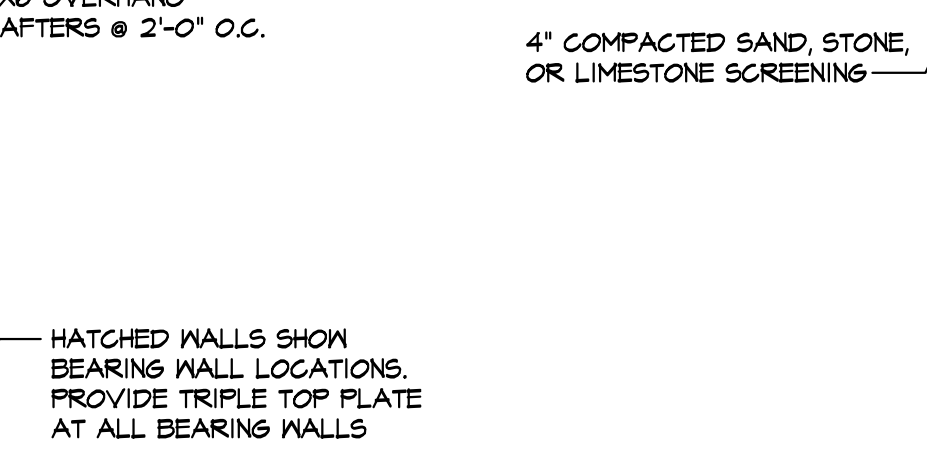 AFTERS @ 2'-0" O.C.
4" COMPACTED SAND, STONE,
OR LIMESTONE SCREENING
HATCHED WALLS SHOW
BEARING WALL LOCATIONS.
PROVIDE TRIPLE TOP PLATE
AT ALL BEARING WALLS